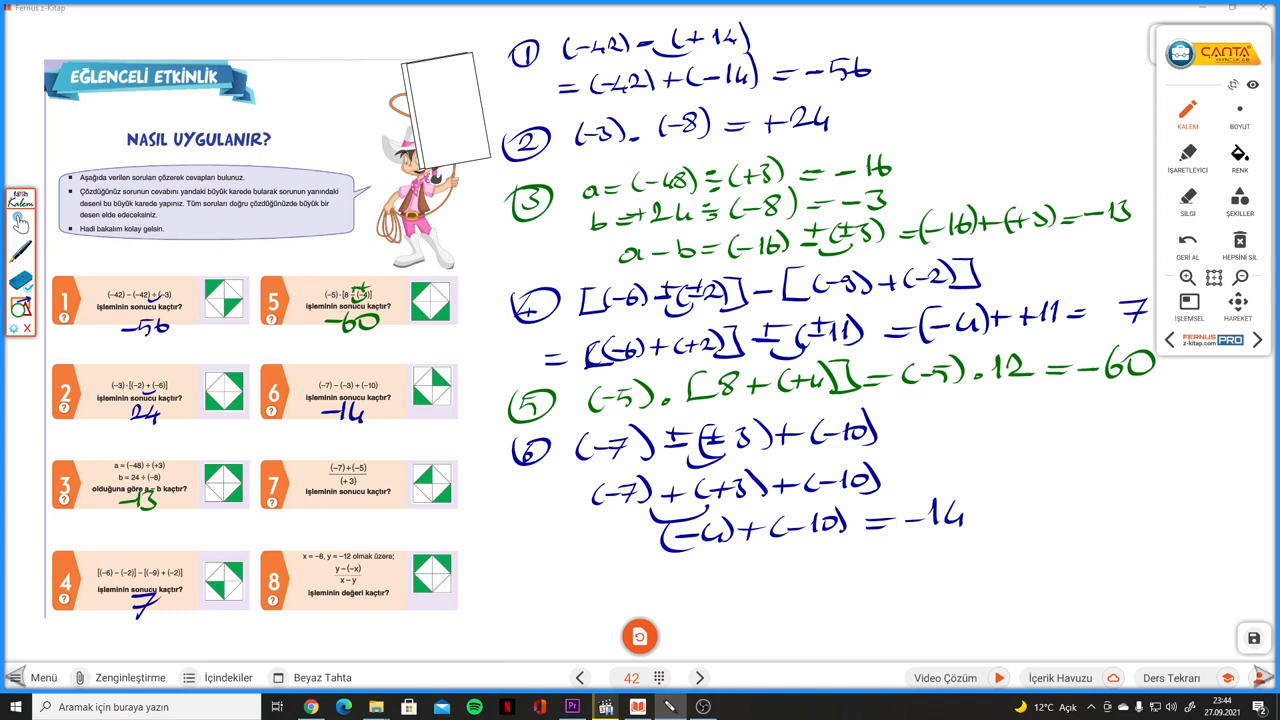 Fernus z-Kitap
EĞLENCELİ ETKİNLİK
NASIL UYGULANIR?
▪ Aşağıda verilen soruları çözerek cevapları bulunuz.
▪ Çözdüğünüz sorunun cevabını yandaki büyük karede bularak sorunun yanındaki
deseni bu büyük karede yapınız. Tüm soruları doğru çözdüğünüzde büyük bir
desen elde edeceksiniz.
▪ Hadi bakalım kolay gelsin.
fatih
Kalem
1
?
(−42) − (−42) ÷ (−3)
işleminin sonucu kaçtır?
−56
5
?
(−5) · [8 − (−4)]
işleminin sonucu kaçtır?
−60
2
?
(−3) · [(−2) + (−6)]
işleminin sonucu kaçtır?
24
6
?
(−7) − (−3) + (−10)
işleminin sonucu kaçtır?
−14
3
?
a = (−48) ÷ (+3)
b = 24 ÷ (−8)
olduğuna göre a − b kaçtır?
−13
7
?
(−7) + (−5)
(+3)
işleminin sonucu kaçtır?
4
?
[(−6) − (−2)] − [(−9) + (−2)]
işleminin sonucu kaçtır?
7
8
?
x = −8, y = −12 olmak üzere;
y − (−x)
x − y
işleminin değeri kaçtır?
① (−42) − (+14)
= (−42) + (−14) = −56
② (−3) . (−8) = +24
③ a = (−48) ÷ (+3) = −16
b = +24 ÷ (−8) = −3
a − b = (−16) ± (±3) = (−16) + (+3) = −13
④ [(−6) ± (±2)] − [(−9) + (−2)]
= [(−6) + (+2)] ± (±11) = (−4) + +11 = 7
⑤ (−5) . [8 + (+4)] = (−5) . 12 = −60
⑥ (−7) ± (±3) + (−10)
(−7) + (+3) + (−10)
(−4) + (−10) = −14
ÇANTA
YAYINCILIK
KALEM
BOYUT
İŞARETLEYİCİ
RENK
SİLGİ
ŞEKİLLER
GERİ AL
HEPSİNİ SİL
İŞLEMSEL
HAREKET
FERNUS
z-kitap.com
PRO
Menü
Zenginleştirme
İçindekiler
Beyaz Tahta
42
Video Çözüm
İçerik Havuzu
Ders Tekrarı
Aramak için buraya yazın
12°C Açık
23:44
27.09.2021